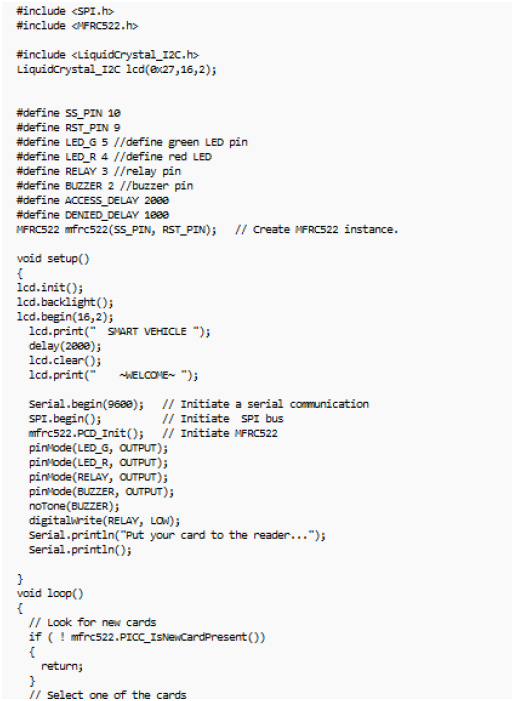 #include <SPI.h>
#include <MFRC522.h>
#include <LiquidCrystal_I2C.h>
LiquidCrystal_I2C lcd(0x27,16,2);
#define SS_PIN 10
#define RST_PIN 9
#define LED_G 5 //define green LED pin
#define LED_R 4 //define red LED
#define RELAY 3 //relay pin
#define BUZZER 2 //buzzer pin
#define ACCESS_DELAY 2000
#define DENIED_DELAY 1000
MFRC522 mfrc522(SS_PIN, RST_PIN);   // Create MFRC522 instance.
void setup()
{
lcd.init();
lcd.backlight();
lcd.begin(16,2);
  lcd.print("  SMART VEHICLE ");
  delay(2000);
  lcd.clear();
  lcd.print("    ~WELCOME~ ");
  Serial.begin(9600);   // Initiate a serial communication
  SPI.begin();          // Initiate  SPI bus
  mfrc522.PCD_Init();   // Initiate MFRC522
  pinMode(LED_G, OUTPUT);
  pinMode(LED_R, OUTPUT);
  pinMode(RELAY, OUTPUT);
  pinMode(BUZZER, OUTPUT);
  noTone(BUZZER);
  digitalWrite(RELAY, LOW);
  Serial.println("Put your card to the reader...");
  Serial.println();
}
void loop()
{
  // Look for new cards
  if ( ! mfrc522.PICC_IsNewCardPresent())
  {
    return;
  }
  // Select one of the cards